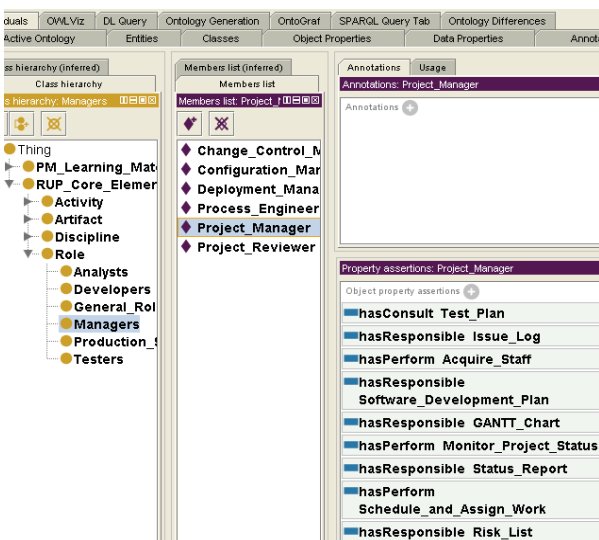 duals OWLViz DL Query Ontology Generation OntoGraf SPARQL Query Tab Ontology Differences
Active Ontology Entities Classes Object Properties Data Properties Annot
ss hierarchy (inferred)
Class hierarchy
s hierarchy: Managers
Thing
PM_Learning_Mat
RUP_Core_Elemer
Activity
Artifact
Discipline
Role
Analysts
Developers
General_Rol
Managers
Production_S
Testers
Members list (inferred)
Members list
Members list: Project_M
Change_Control_M
Configuration_Mar
Deployment_Mana
Process_Engineer
Project_Manager
Project_Reviewer
Annotations Usage
Annotations: Project_Manager
Annotations
Property assertions: Project_Manager
Object property assertions
hasConsult Test_Plan
hasResponsible Issue_Log
hasPerform Acquire_Staff
hasResponsible
Software_Development_Plan
hasResponsible GANTT_Chart
hasPerform Monitor_Project_Status
hasResponsible Status_Report
hasPerform
Schedule_and_Assign_Work
hasResponsible Risk_List